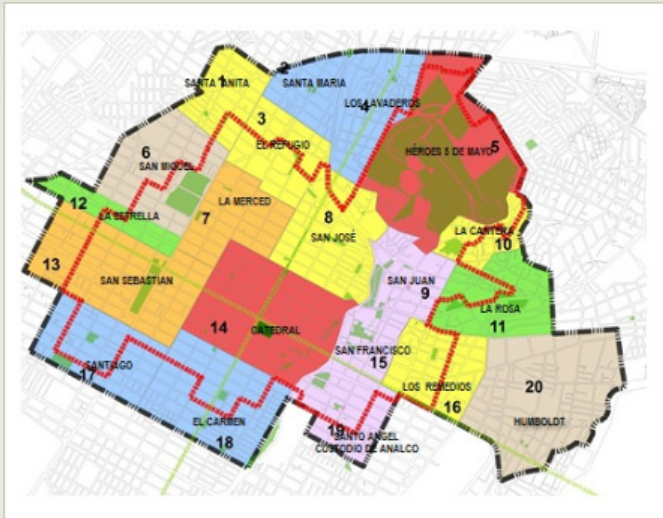 1
SANTA ANITA
2
SANTA MARIA
3
EL REFUGIO
4
LOS LAVADEROS
5
HÉROES 5 DE MAYO
6
SAN MIGUEL
7
LA MERCED
8
SAN JOSÉ
9
SAN JUAN
LA CANTERA
10
LA ROSA
11
12
LA ESTRELLA
13
SAN SEBASTIAN
14
CATEDRAL
SAN FRANCISCO
15
LOS REMEDIOS
16
SANTIAGO
17
EL CARMEN
18
19
SANTO ANGEL
CUSTODIO DE ANALCO
20
HUMBOLDT